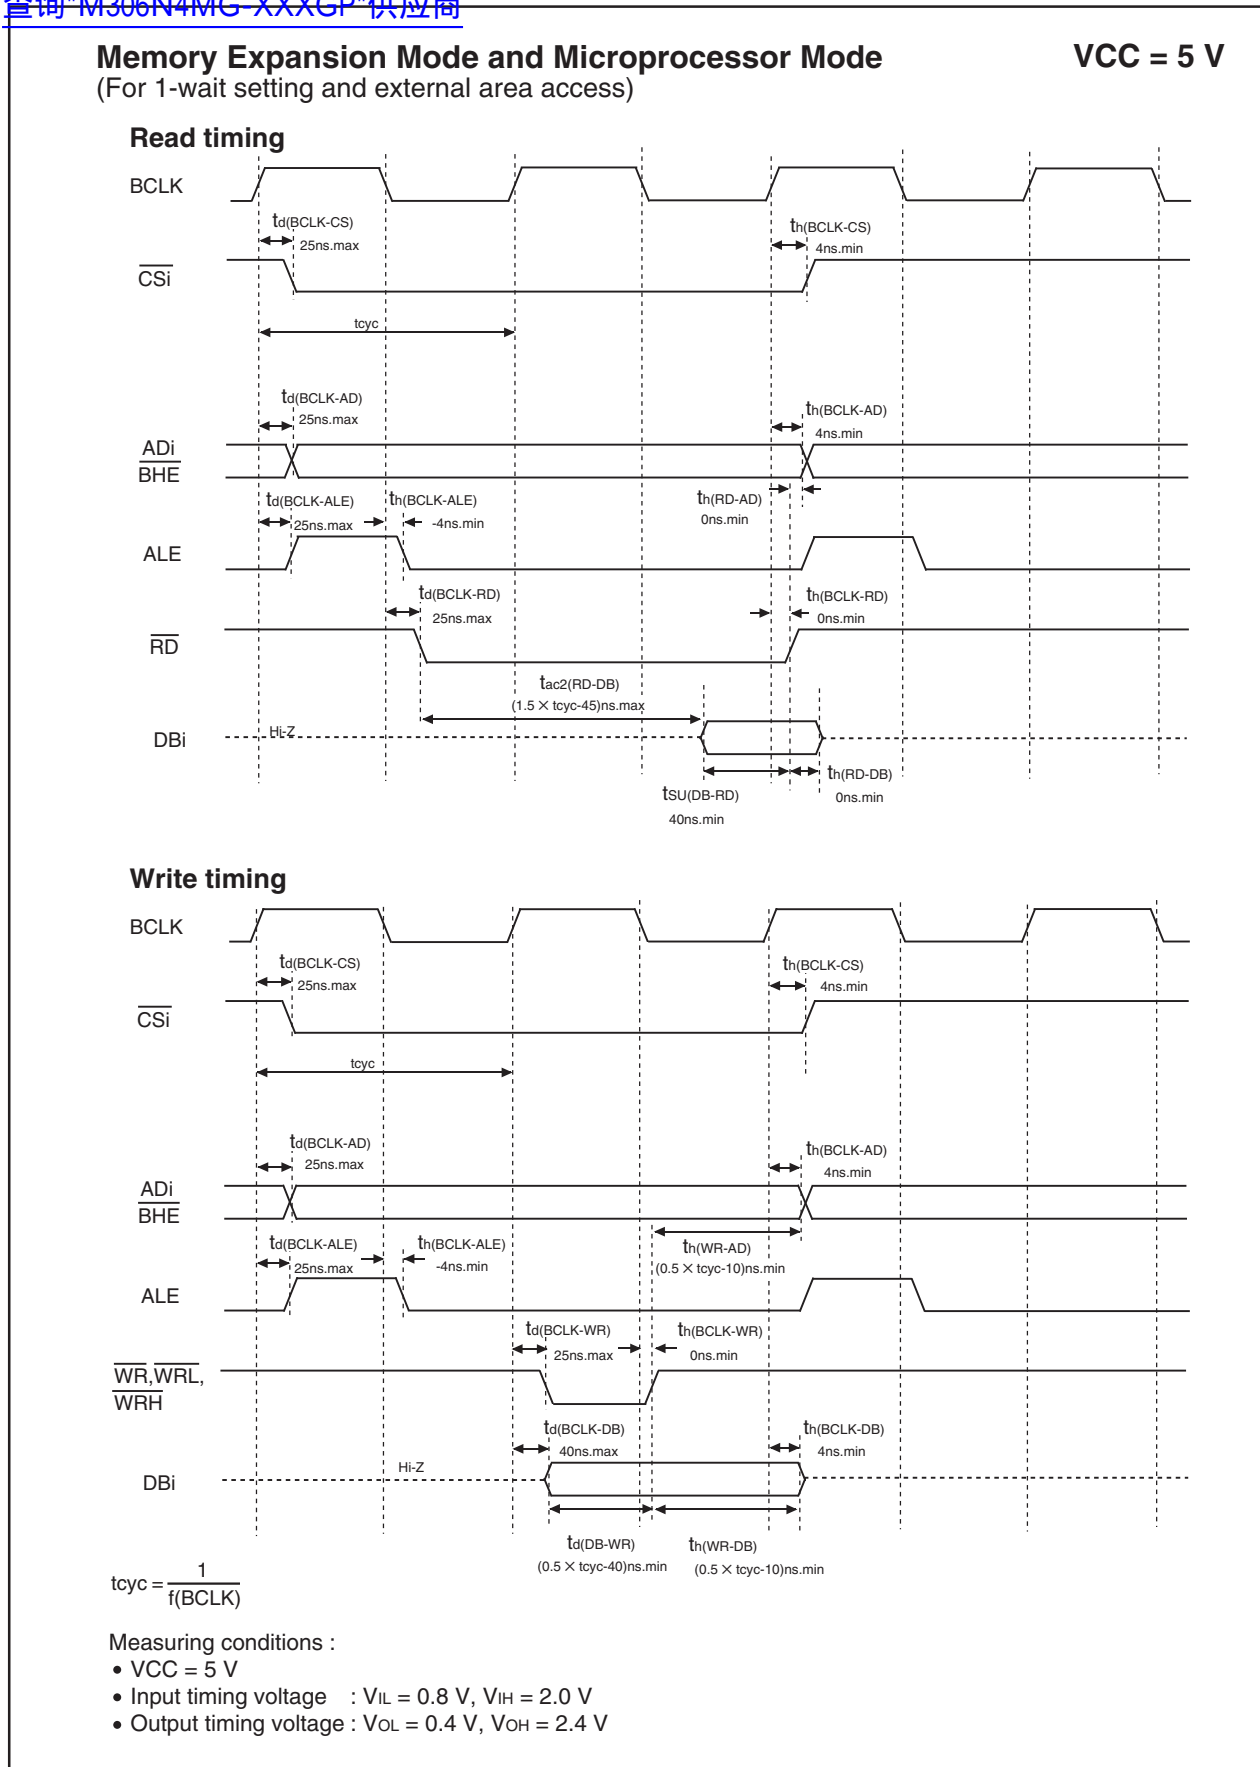 查询"M306N4MG-XXXGP"供应商
Memory Expansion Mode and Microprocessor Mode VCC = 5 V
(For 1-wait setting and external area access)
Read timing
BCLK
td(BCLK-CS)
25ns.max
th(BCLK-CS)
4ns.min
CSi
tcyc
td(BCLK-AD)
25ns.max
th(BCLK-AD)
4ns.min
ADi
BHE
td(BCLK-ALE)
25ns.max
th(BCLK-ALE)
-4ns.min
th(RD-AD)
0ns.min
ALE
td(BCLK-RD)
25ns.max
th(BCLK-RD)
0ns.min
RD
tac2(RD-DB)
(1.5 × tcyc-45)ns.max
DBi
Hi-Z
tSU(DB-RD)
40ns.min
th(RD-DB)
0ns.min
Write timing
BCLK
td(BCLK-CS)
25ns.max
th(BCLK-CS)
4ns.min
CSi
tcyc
td(BCLK-AD)
25ns.max
th(BCLK-AD)
4ns.min
ADi
BHE
td(BCLK-ALE)
25ns.max
th(BCLK-ALE)
-4ns.min
th(WR-AD)
(0.5 × tcyc-10)ns.min
ALE
td(BCLK-WR)
25ns.max
th(BCLK-WR)
0ns.min
WR,WRL,
WRH
td(BCLK-DB)
40ns.max
th(BCLK-DB)
4ns.min
DBi
Hi-Z
td(DB-WR)
(0.5 × tcyc-40)ns.min
th(WR-DB)
(0.5 × tcyc-10)ns.min
tcyc = 1
f(BCLK)
Measuring conditions :
• VCC = 5 V
• Input timing voltage : VIL = 0.8 V, VIH = 2.0 V
• Output timing voltage : VOL = 0.4 V, VOH = 2.4 V